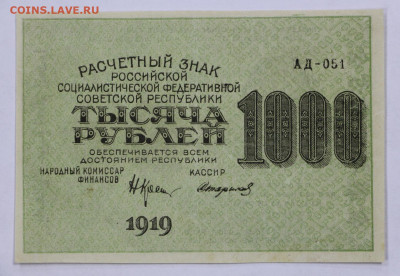 COINS.LAVE.RU
РАСЧЕТНЫЙ ЗНАК
РОССИЙСКОЙ
СОЦИАЛИСТИЧЕСКОЙ ФЕДЕРАТИВНОЙ
СОВЕТСКОЙ РЕСПУБЛИКИ
ТЫСЯЧА
РУБЛЕЙ
ОБЕСПЕЧИВАЕТСЯ ВСЕМ
ДОСТОЯНИЕМ РЕСПУБЛИКИ
НАРОДНЫЙ КОМИССАР
ФИНАНСОВ
КАССИР
1919
АД-051
1000